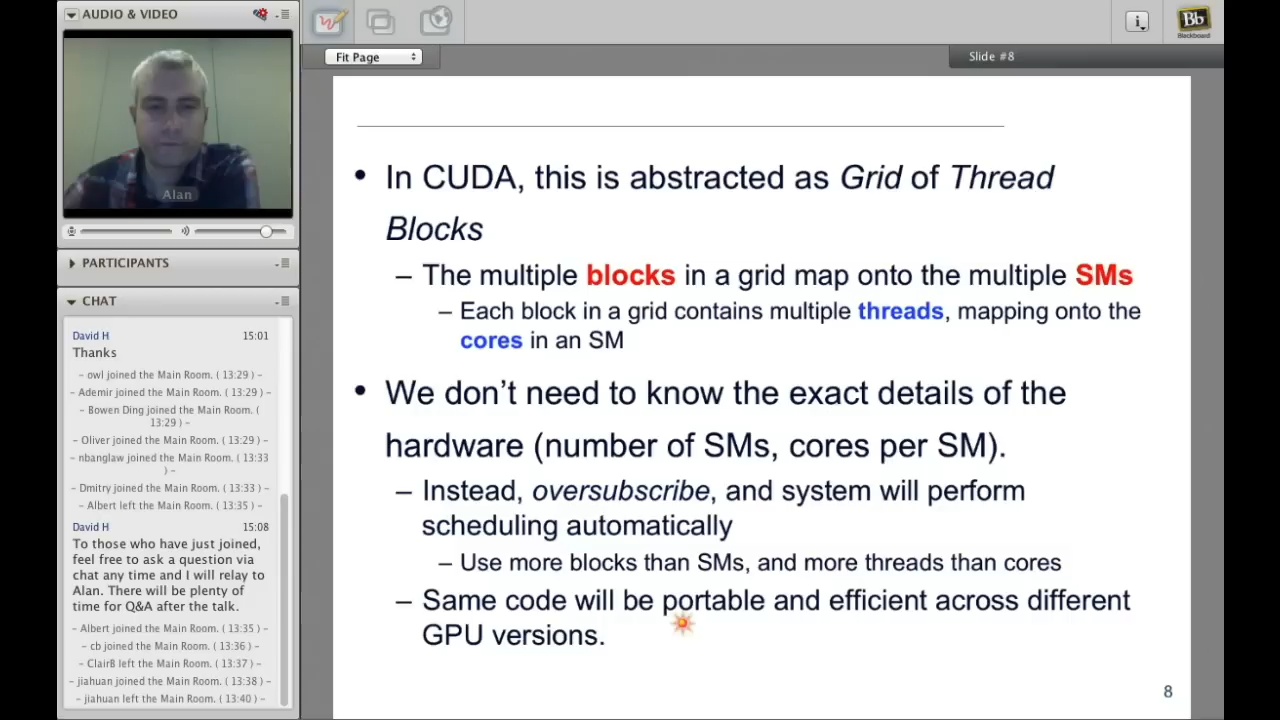 AUDIO & VIDEO
Alan
PARTICIPANTS
CHAT
David H 15:01
Thanks
– owl joined the Main Room. ( 13:29 ) –
– Ademir joined the Main Room. ( 13:29 ) –
– Bowen Ding joined the Main Room. (
13:29 ) –
– Oliver joined the Main Room. ( 13:29 ) –
– nbanglaw joined the Main Room. ( 13:33
) –
– Dmitry joined the Main Room. ( 13:33 ) –
– Albert left the Main Room. ( 13:35 ) –
David H 15:08
To those who have just joined,
feel free to ask a question via
chat any time and I will relay to
Alan. There will be plenty of
time for Q&A after the talk.
– Albert joined the Main Room. ( 13:35 ) –
– cb joined the Main Room. ( 13:36 ) –
– Clair8 left the Main Room. ( 13:37 ) –
– jiahuan joined the Main Room. ( 13:38 ) –
– jiahuan left the Main Room. ( 13:40 ) –
i
Bb
Blackboard
Fit Page
Slide #8
• In CUDA, this is abstracted as Grid of Thread
Blocks
– The multiple blocks in a grid map onto the multiple SMs
– Each block in a grid contains multiple threads, mapping onto the
cores in an SM
• We don’t need to know the exact details of the
hardware (number of SMs, cores per SM).
– Instead, oversubscribe, and system will perform
scheduling automatically
– Use more blocks than SMs, and more threads than cores
– Same code will be portable and efficient across different
GPU versions.
8